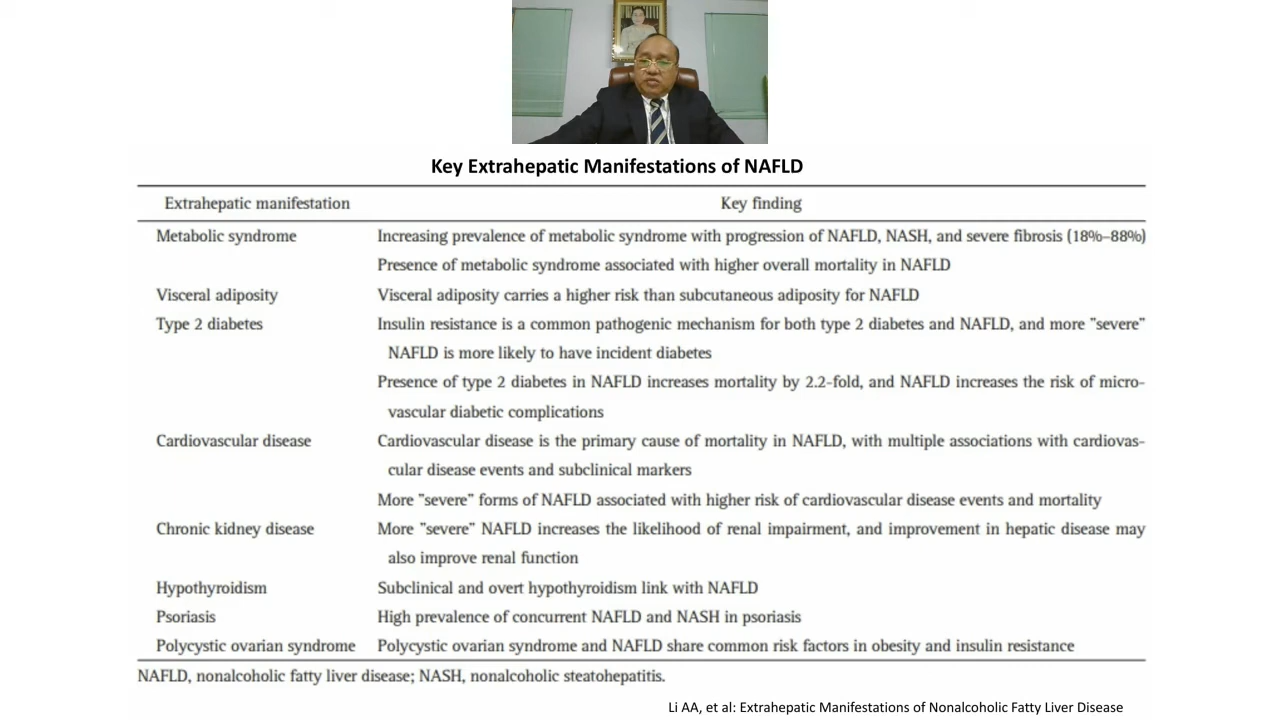 Key Extrahepatic Manifestations of NAFLD
Extrahepatic manifestation Key finding
Metabolic syndrome Increasing prevalence of metabolic syndrome with progression of NAFLD, NASH, and severe fibrosis (18%–88%)
Presence of metabolic syndrome associated with higher overall mortality in NAFLD
Visceral adiposity Visceral adiposity carries a higher risk than subcutaneous adiposity for NAFLD
Type 2 diabetes Insulin resistance is a common pathogenic mechanism for both type 2 diabetes and NAFLD, and more "severe"
NAFLD is more likely to have incident diabetes
Presence of type 2 diabetes in NAFLD increases mortality by 2.2-fold, and NAFLD increases the risk of micro-
vascular diabetic complications
Cardiovascular disease Cardiovascular disease is the primary cause of mortality in NAFLD, with multiple associations with cardiovas-
cular disease events and subclinical markers
More "severe" forms of NAFLD associated with higher risk of cardiovascular disease events and mortality
Chronic kidney disease More "severe" NAFLD increases the likelihood of renal impairment, and improvement in hepatic disease may
also improve renal function
Hypothyroidism Subclinical and overt hypothyroidism link with NAFLD
Psoriasis High prevalence of concurrent NAFLD and NASH in psoriasis
Polycystic ovarian syndrome Polycystic ovarian syndrome and NAFLD share common risk factors in obesity and insulin resistance
NAFLD, nonalcoholic fatty liver disease; NASH, nonalcoholic steatohepatitis.
Li AA, et al: Extrahepatic Manifestations of Nonalcoholic Fatty Liver Disease